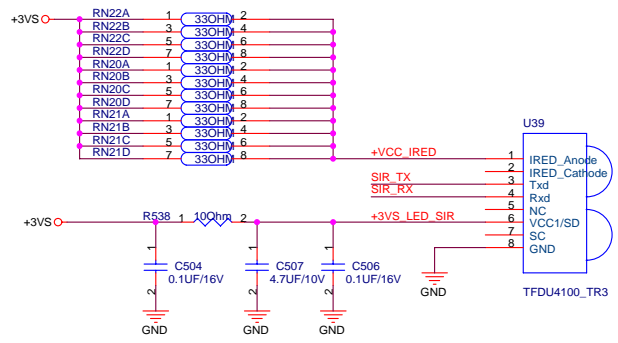 RN22A 1 33OHM 2
+3VS
RN22B 3 33OHM 4
RN22C 5 33OHM 6
RN22D 7 33OHM 8
RN20A 1 33OHM 2
RN20B 3 33OHM 4
RN20C 5 33OHM 6
RN20D 7 33OHM 8
RN21A 1 33OHM 2
RN21B 3 33OHM 4
RN21C 5 33OHM 6
RN21D 7 33OHM 8
U39
+VCC_IRED 1 IRED_Anode
2 IRED_Cathode
SIR_TX 3 Txd
SIR_RX 4 Rxd
5 NC
+3VS R538 1 10Ohm 2 +3VS_LED_SIR 6 VCC1/SD
7 SC
8 GND
1 1 1
C504 C507 C506
0.1UF/16V 4.7UF/10V 0.1UF/16V
2 2 2
GND TFDU4100_TR3
GND GND GND